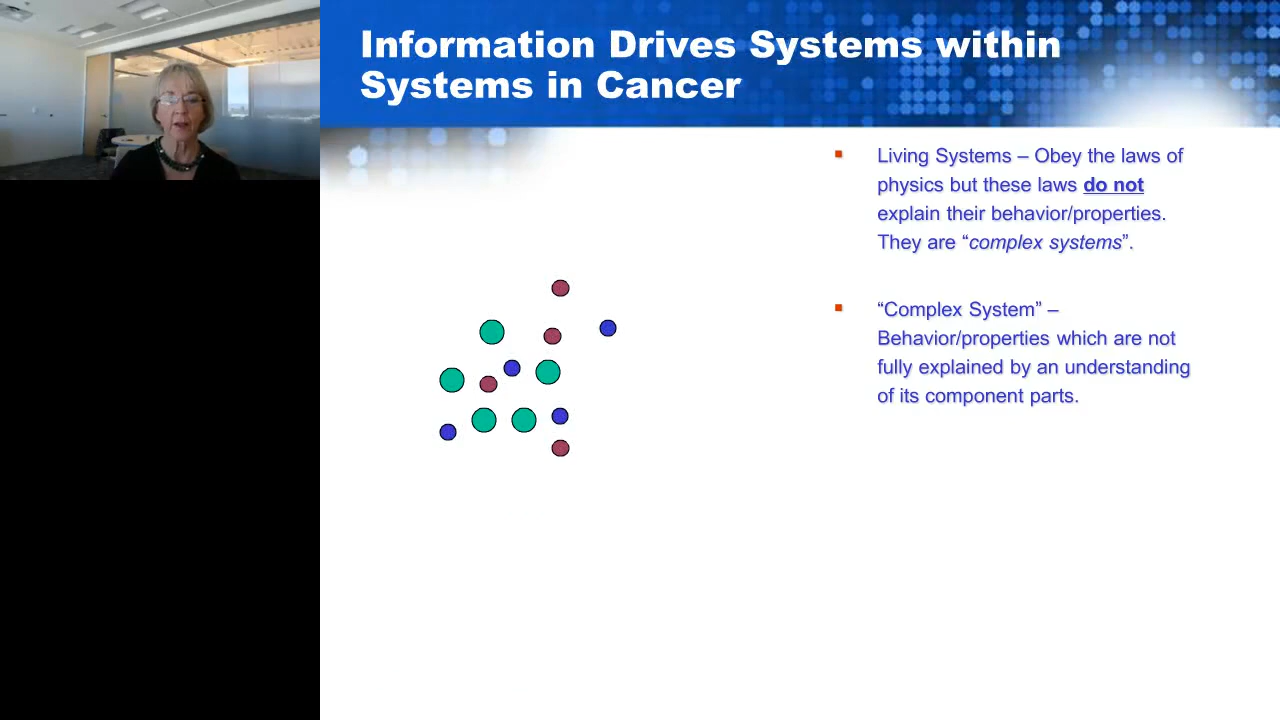 Information Drives Systems within
Systems in Cancer
Living Systems – Obey the laws of
physics but these laws do not
explain their behavior/properties.
They are “complex systems”.
“Complex System” –
Behavior/properties which are not
fully explained by an understanding
of its component parts.